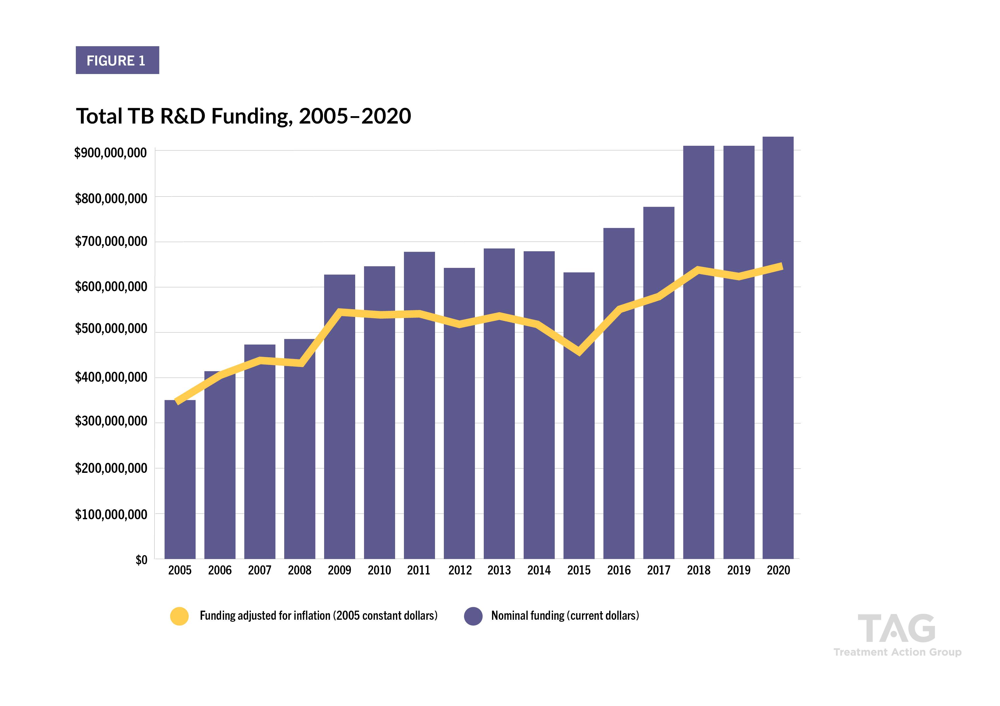 FIGURE 1
Total TB R&D Funding, 2005–2020
$900,000,000
$800,000,000
$700,000,000
$600,000,000
$500,000,000
$400,000,000
$300,000,000
$200,000,000
$100,000,000
$0
2005 2006 2007 2008 2009 2010 2011 2012 2013 2014 2015 2016 2017 2018 2019 2020
Funding adjusted for inflation (2005 constant dollars) Nominal funding (current dollars)
TAG
Treatment Action Group